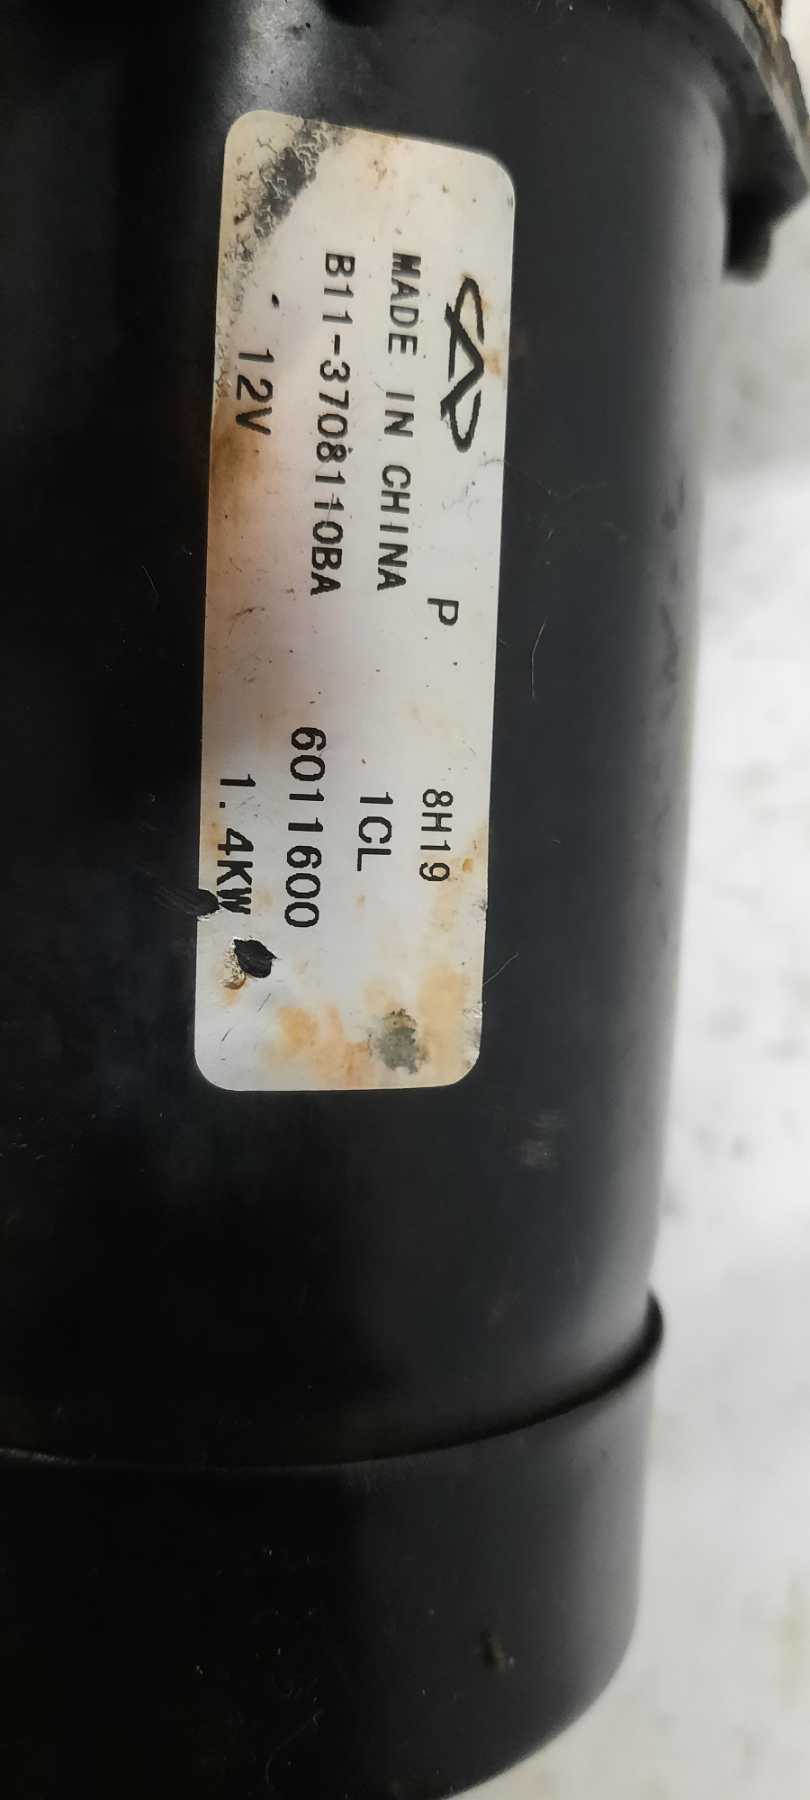 P 8H19
MADE IN CHINA 1CL
B11-3708110BA 6011600
12V 1.4KW